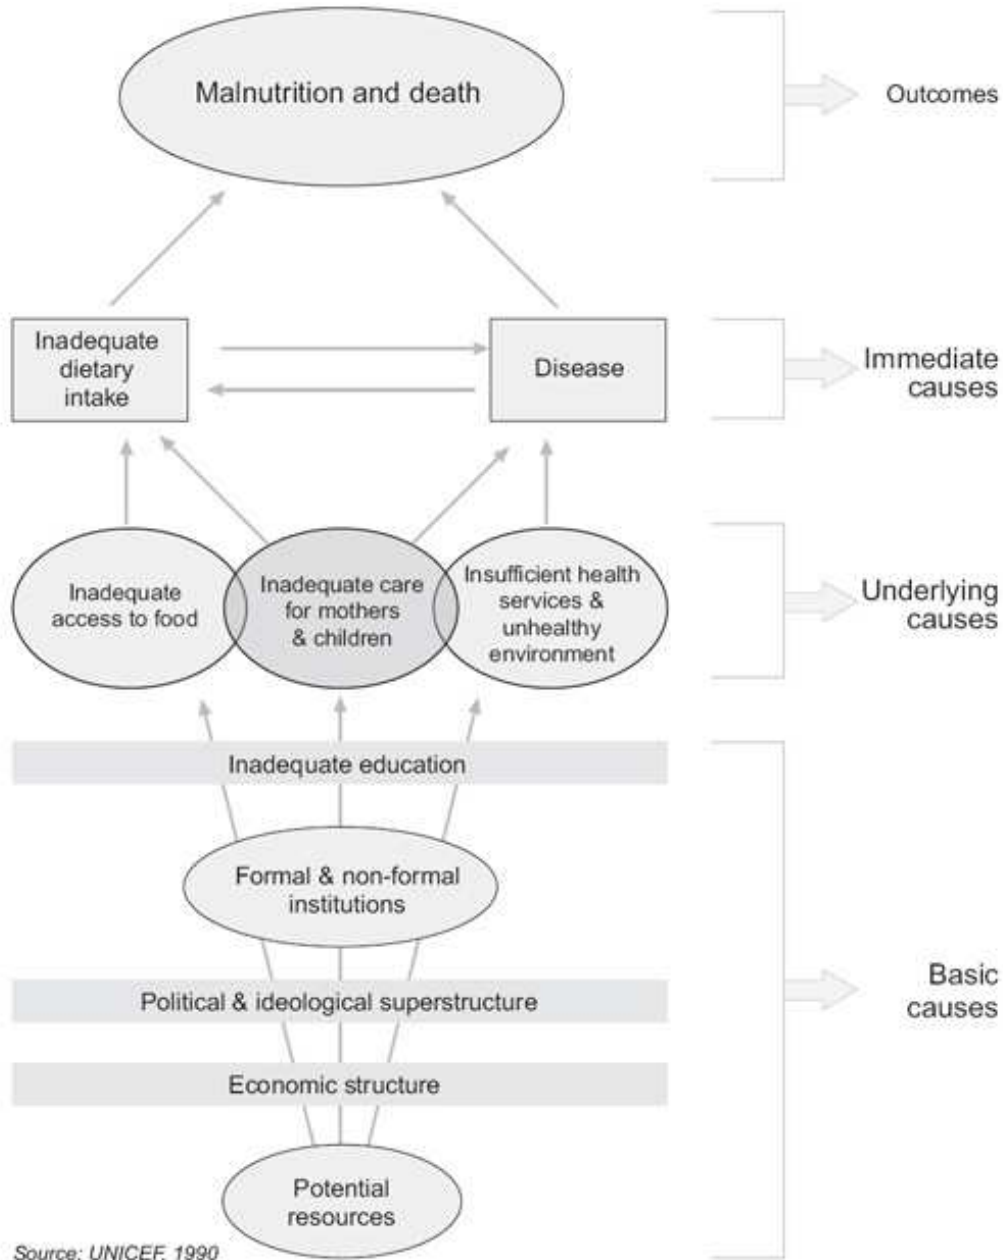 Malnutrition and death
Outcomes
Inadequate
dietary
intake
Disease
Immediate
causes
Inadequate
access to food
Inadequate care
for mothers
& children
Insufficient health
services &
unhealthy
environment
Underlying
causes
Inadequate education
Formal & non-formal
institutions
Political & ideological superstructure
Basic
causes
Economic structure
Potential
resources
Source: UNICEF, 1990